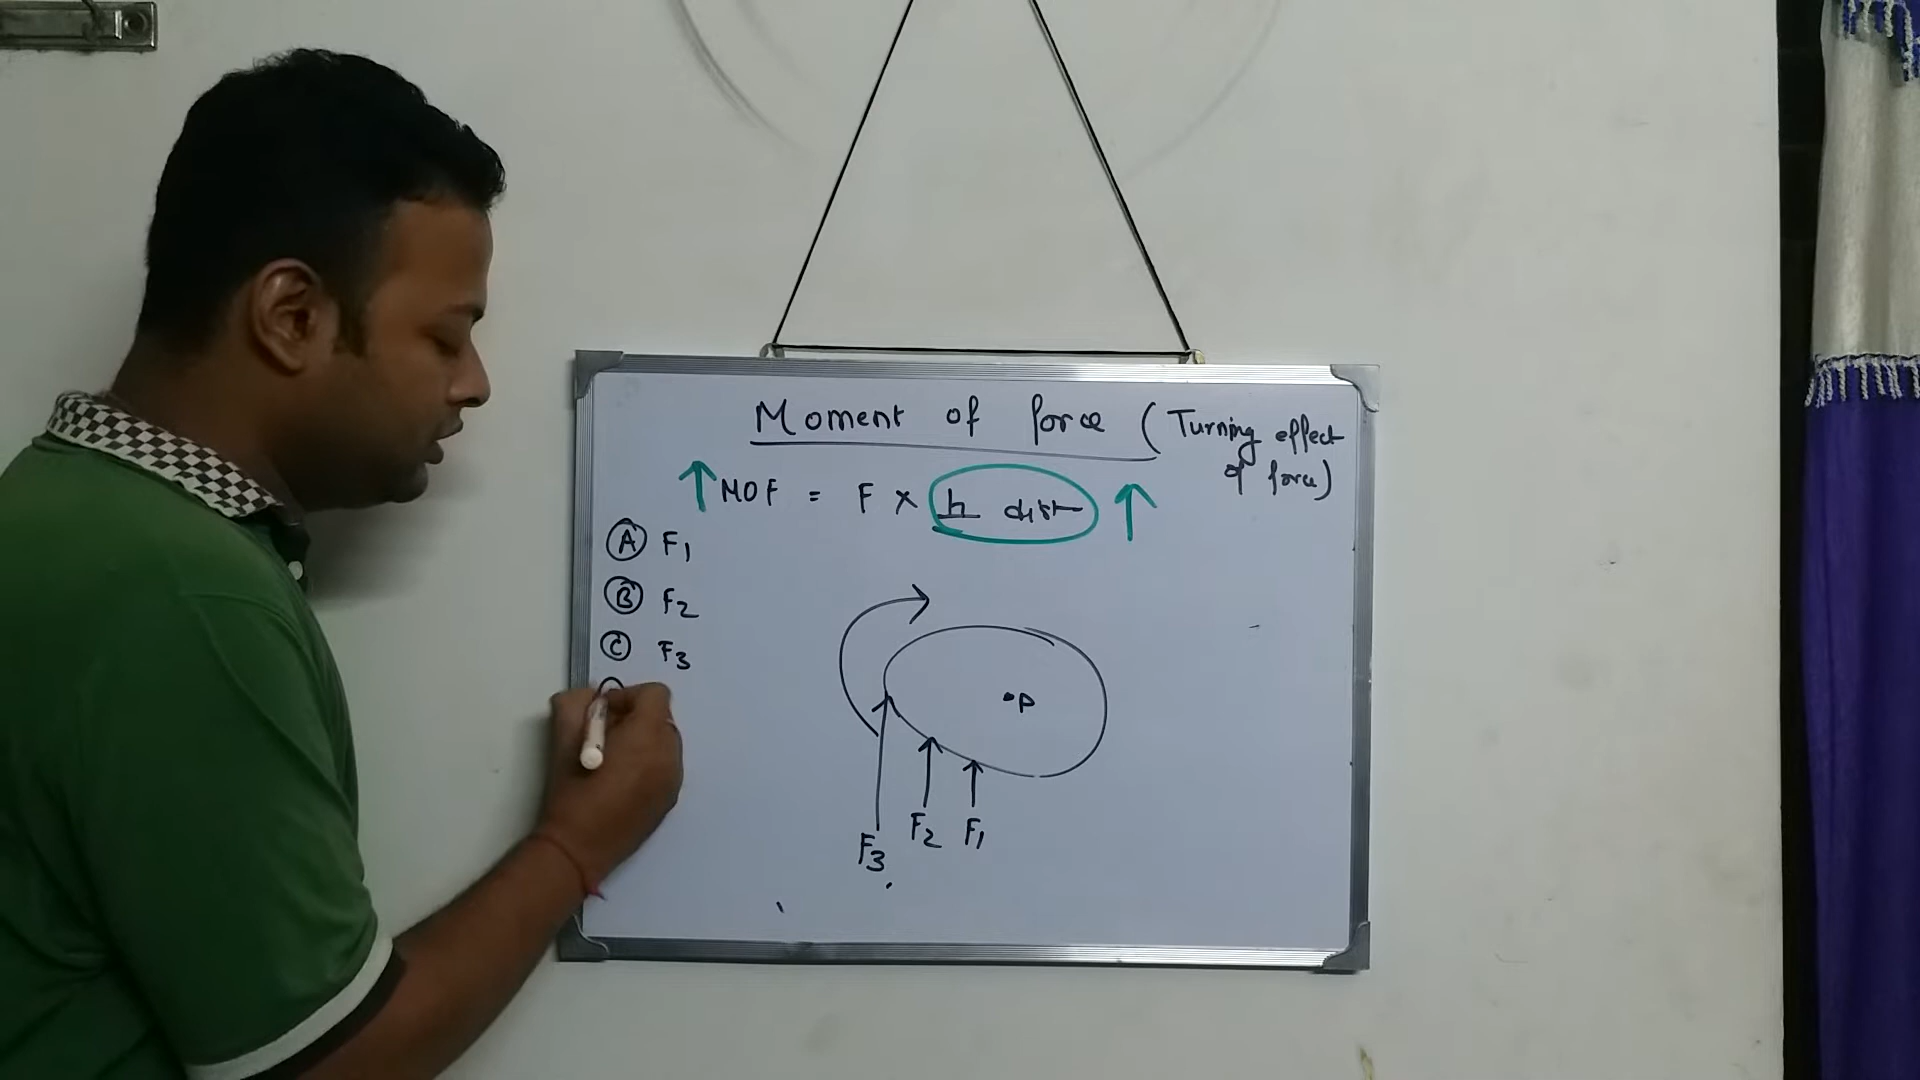 Moment of force (Turning effect
of force)
↑ MOF = F × h dist ↑
A F1
B F2
C F3
•P
F3 F2 F1